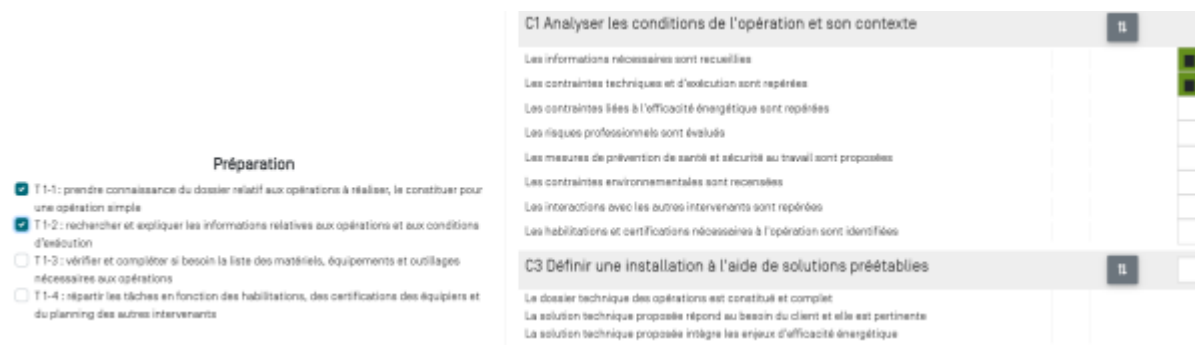 Préparation
T 1-1 : prendre connaissance du dossier relatif aux opérations à réaliser, le constituer pour
une opération simple
T 1-2 : rechercher et expliquer les informations relatives aux opérations et aux conditions
d'exécution
T 1-3 : vérifier et compléter si besoin la liste des matériels, équipements et outillages
nécessaires aux opérations
T 1-4 : répartir les tâches en fonction des habilitations, des certifications des équipiers et
du planning des autres intervenants
C1 Analyser les conditions de l'opération et son contexte
Les informations nécessaires sont recueillies
Les contraintes techniques et d'exécution sont repérées
Les contraintes liées à l'efficacité énergétique sont repérées
Les risques professionnels sont évalués
Les mesures de prévention de santé et sécurité au travail sont proposées
Les contraintes environnementales sont recensées
Les interactions avec les autres intervenants sont repérées
Les habilitations et certifications nécessaires à l'opération sont identifiées
C3 Définir une installation à l'aide de solutions préétablies
Le dossier technique des opérations est constitué et complet
La solution technique proposée répond au besoin du client et elle est pertinente
La solution technique proposée intègre les enjeux d'efficacité énergétique